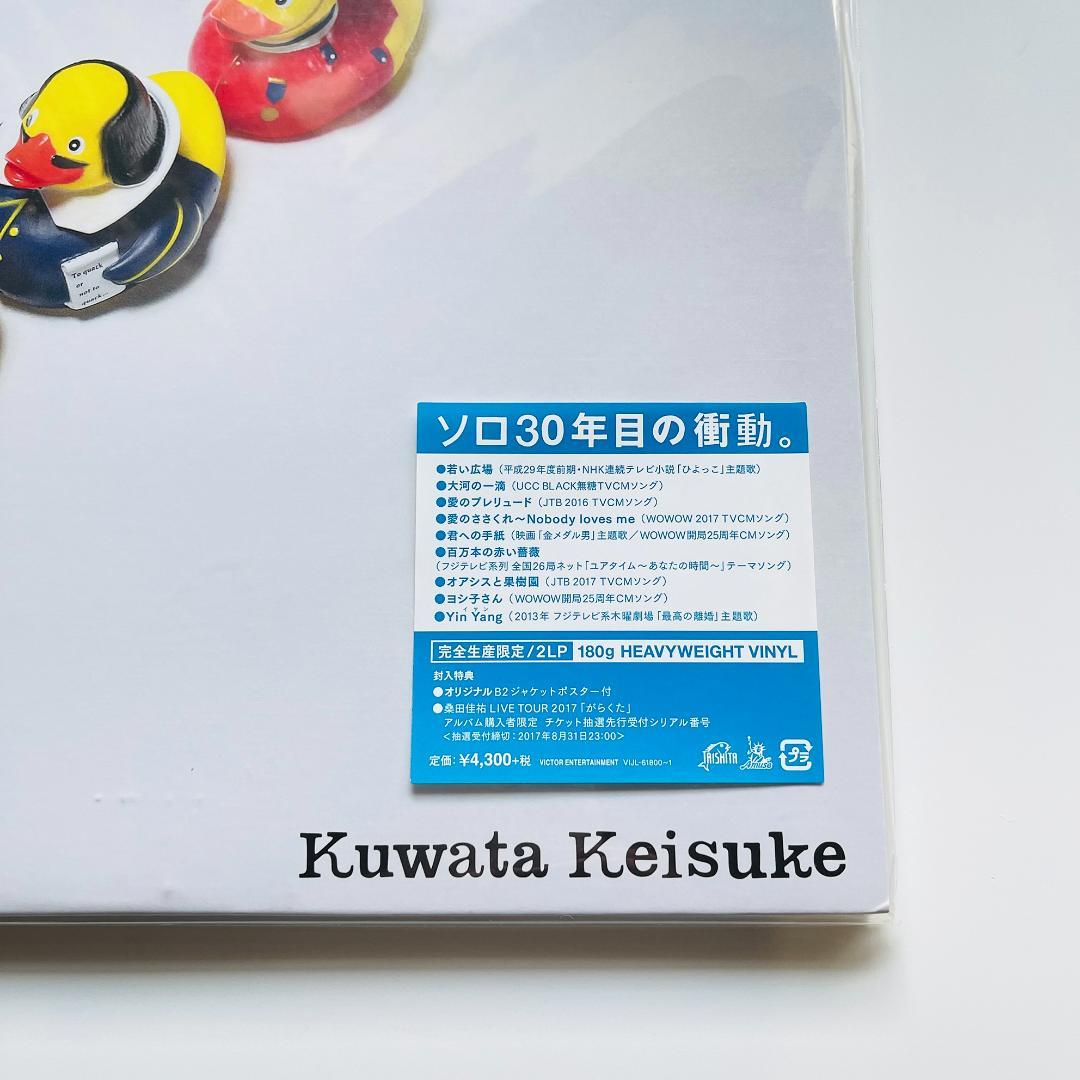 To quack
or
not to
quack...
ソロ30年目の衝動。
●若い広場（平成29年度前期・NHK連続テレビ小説「ひよっこ」主題歌）
●大河の一滴（UCC BLACK無糖TVCMソング）
●愛のプレリュード（JTB 2016 TVCMソング）
●愛のささくれ～Nobody loves me（WOWOW 2017 TVCMソング）
●君への手紙（映画「金メダル男」主題歌／WOWOW開局25周年CMソング）
●百万本の赤い薔薇
（フジテレビ系列 全国26局ネット「ユアタイム～あなたの時間～」テーマソング）
●オアシスと果樹園（JTB 2017 TVCMソング）
●ヨシ子さん（WOWOW開局25周年CMソング）
イヤン
●Yin Yang（2013年 フジテレビ系木曜劇場「最高の離婚」主題歌）
完全生産限定/2LP 180g HEAVYWEIGHT VINYL
封入特典
●オリジナルB2ジャケットポスター付
●桑田佳祐 LIVE TOUR 2017「がらくた」
アルバム購入者限定 チケット抽選先行受付シリアル番号
＜抽選受付締切：2017年8月31日23:00＞
定価：¥4,300+税 VICTOR ENTERTAINMENT VIJL-61800～1 TAISHITA Amuse プラ
Kuwata Keisuke